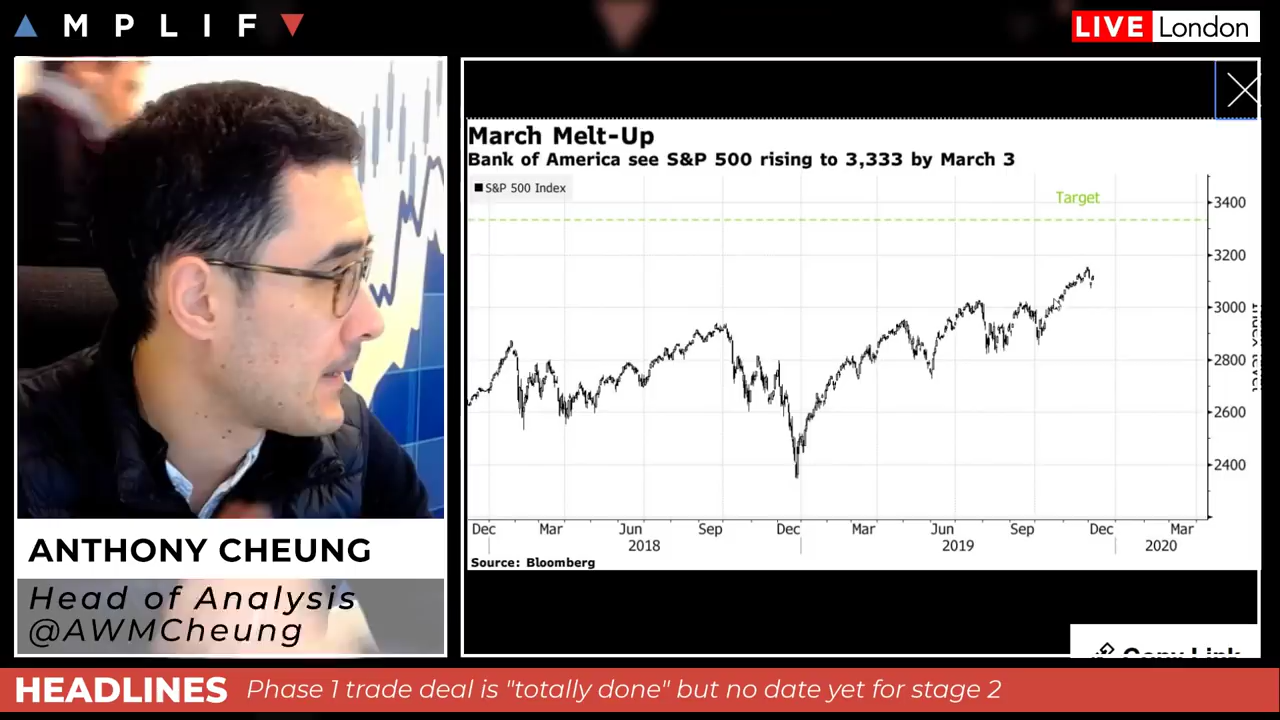 AMPLIFY
LIVE London
March Melt-Up
Bank of America see S&P 500 rising to 3,333 by March 3
S&P 500 Index
Target
3400
3200
3000
2800
2600
2400
Dec Mar Jun Sep Dec Mar Jun Sep Dec Mar
2018 2019 2020
Source: Bloomberg
Copy Link
ANTHONY CHEUNG
Head of Analysis
@AWMCheung
HEADLINES Phase 1 trade deal is "totally done" but no date yet for stage 2